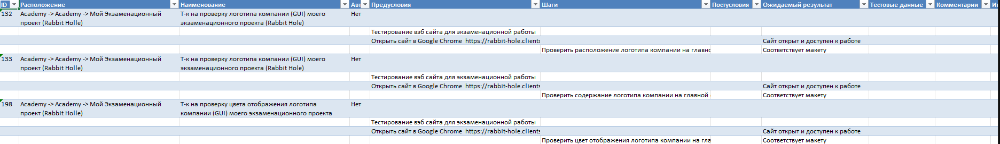 ID Расположение Наименование Авт Предусловия Шаги Постусловия Ожидаемый результат Тестовые данные Комментарии Ит
132 Academy -> Academy -> Мой Экзаменационный Т-к на проверку логотипа компании (GUI) моего Нет
проект (Rabbit Holle) экзаменационного проекта (Rabbit Hole)
Тестирование вэб сайта для экзаменационной работы
Открыть сайт в Google Chrome https://rabbit-hole.clients Сайт открыт и доступен к работе
Проверить расположение логотипа компании на главно Соответствует макету
133 Academy -> Academy -> Мой Экзаменационный Т-к на проверку логотипа компании (GUI) моего Нет
проект (Rabbit Holle) экзаменационного проекта (Rabbit Hole)
Тестирование вэб сайта для экзаменационной работы
Открыть сайт в Google Chrome https://rabbit-hole.clients Сайт открыт и доступен к работе
Проверить содержание логотипа компании на главной Соответствует макету
198 Academy -> Academy -> Мой Экзаменационный Т-к на проверку цвета отображения логотипа Нет
проект (Rabbit Holle) компании (GUI) моего экзаменационного проекта
Тестирование вэб сайта для экзаменационной работы
Открыть сайт в Google Chrome https://rabbit-hole.clients Сайт открыт и доступен к работе
Проверить цвет отображения логотипа компании на гла Соответствует макету